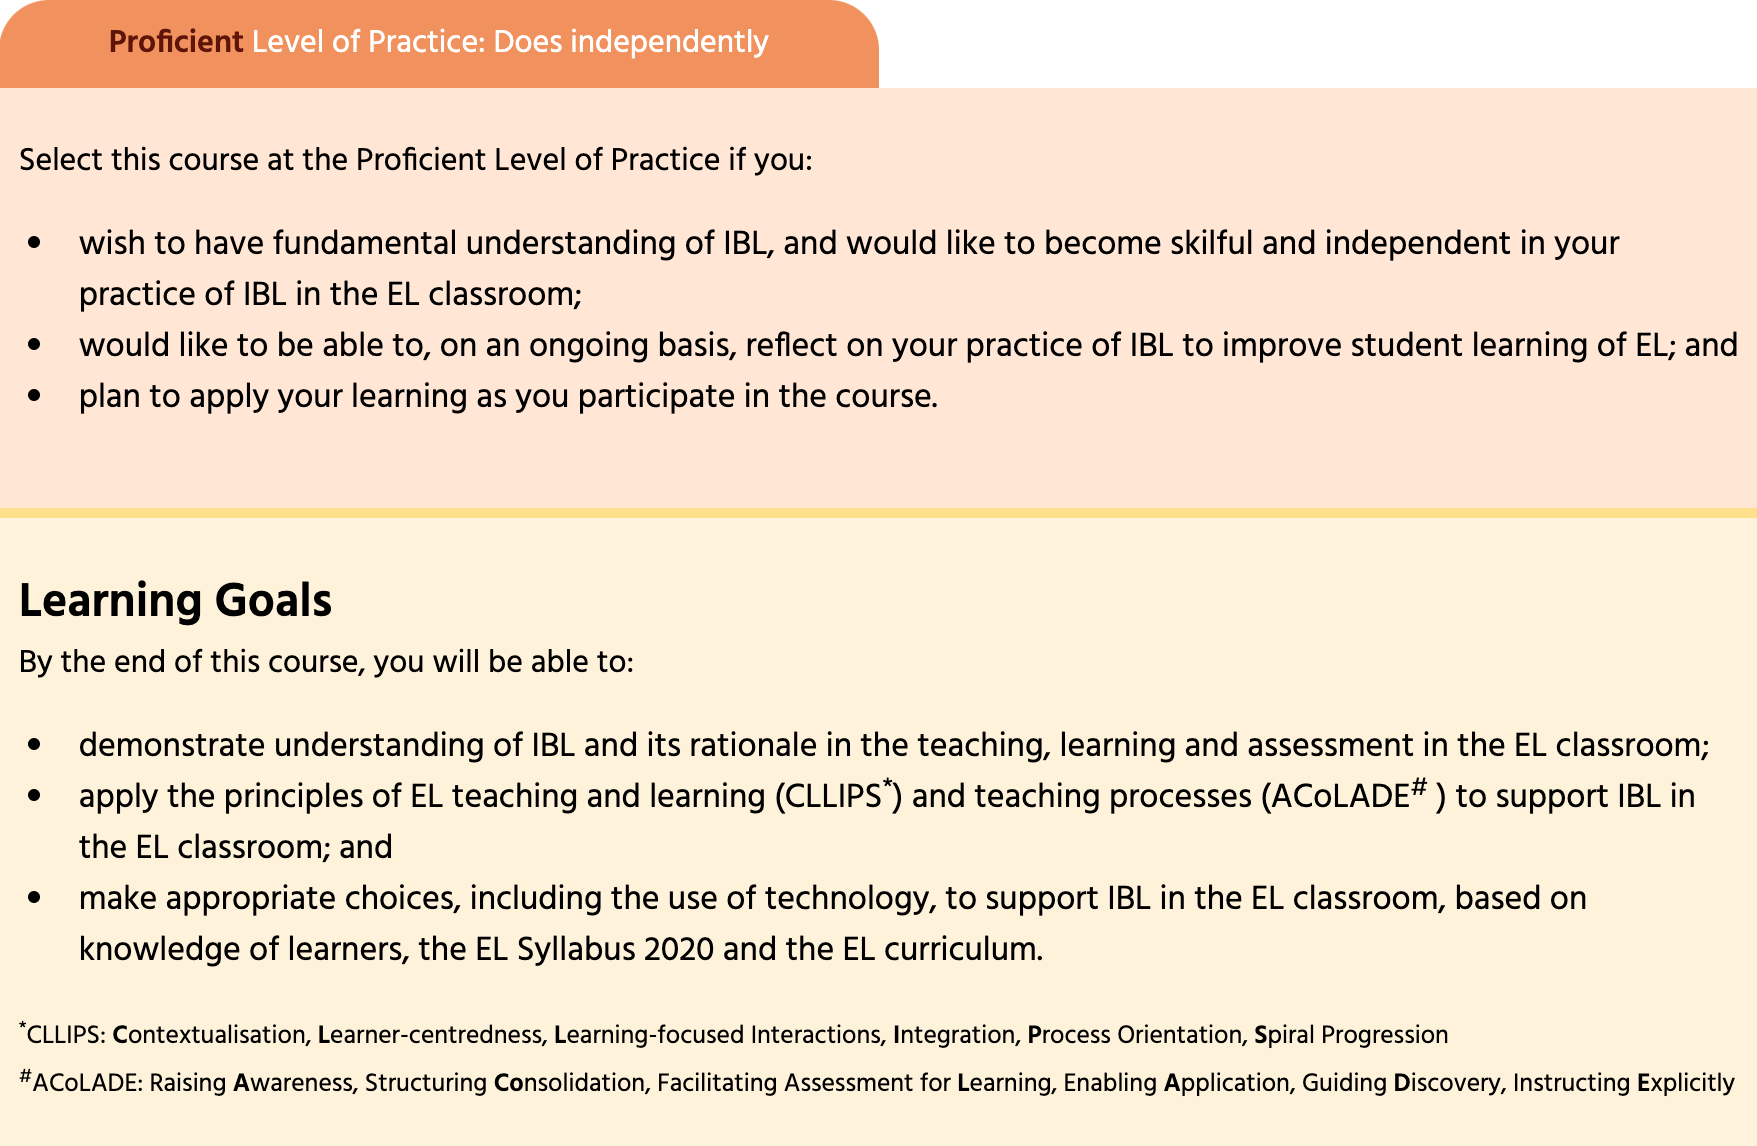 Proficient Level of Practice: Does independently
Select this course at the Proficient Level of Practice if you:
• wish to have fundamental understanding of IBL, and would like to become skilful and independent in your
practice of IBL in the EL classroom;
• would like to be able to, on an ongoing basis, reflect on your practice of IBL to improve student learning of EL; and
• plan to apply your learning as you participate in the course.
Learning Goals
By the end of this course, you will be able to:
• demonstrate understanding of IBL and its rationale in the teaching, learning and assessment in the EL classroom;
• apply the principles of EL teaching and learning (CLLIPS*) and teaching processes (ACoLADE# ) to support IBL in
the EL classroom; and
• make appropriate choices, including the use of technology, to support IBL in the EL classroom, based on
knowledge of learners, the EL Syllabus 2020 and the EL curriculum.
*CLLIPS: Contextualisation, Learner-centredness, Learning-focused Interactions, Integration, Process Orientation, Spiral Progression
#ACoLADE: Raising Awareness, Structuring Consolidation, Facilitating Assessment for Learning, Enabling Application, Guiding Discovery, Instructing Explicitly